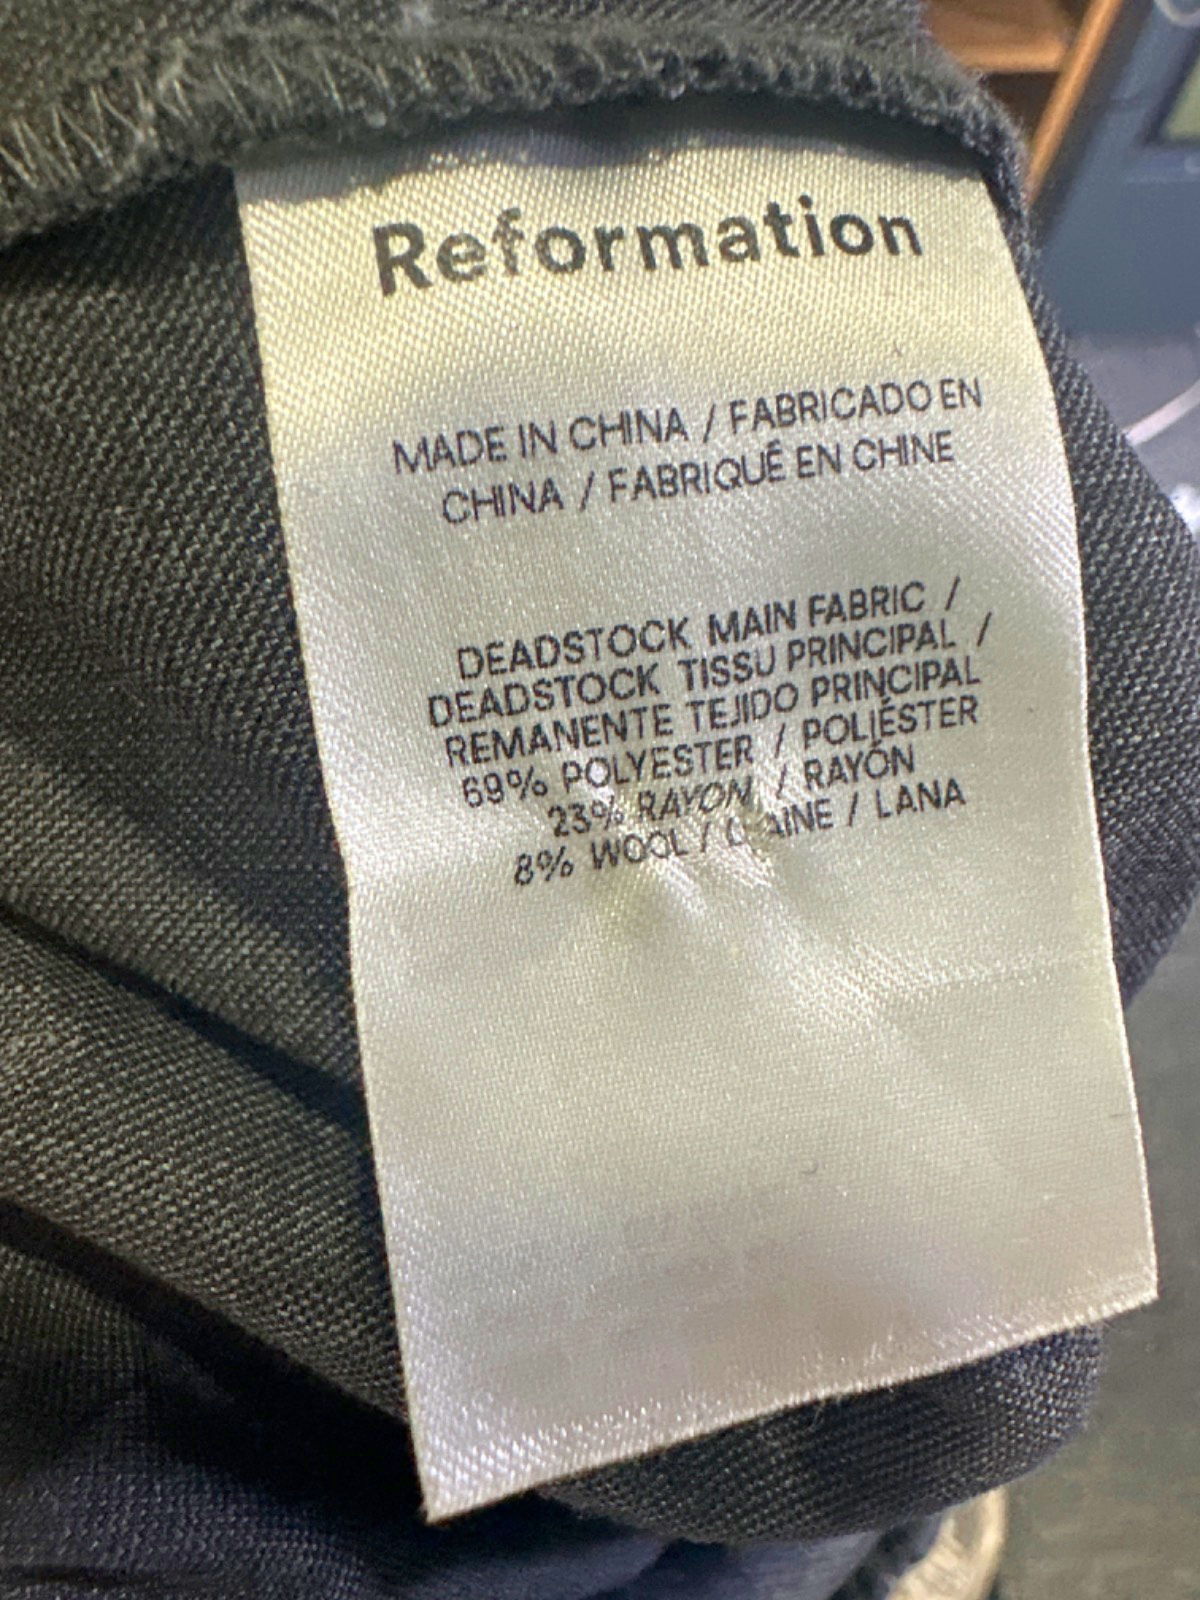 Reformation
MADE IN CHINA / FABRICADO EN
CHINA / FABRIQUÉ EN CHINE
DEADSTOCK MAIN FABRIC /
DEADSTOCK TISSU PRINCIPAL /
REMANENTE TEJIDO PRINCIPAL
69% POLYESTER / POLIÉSTER
23% RAYON / RAYÓN
8% WOOL / LAINE / LANA